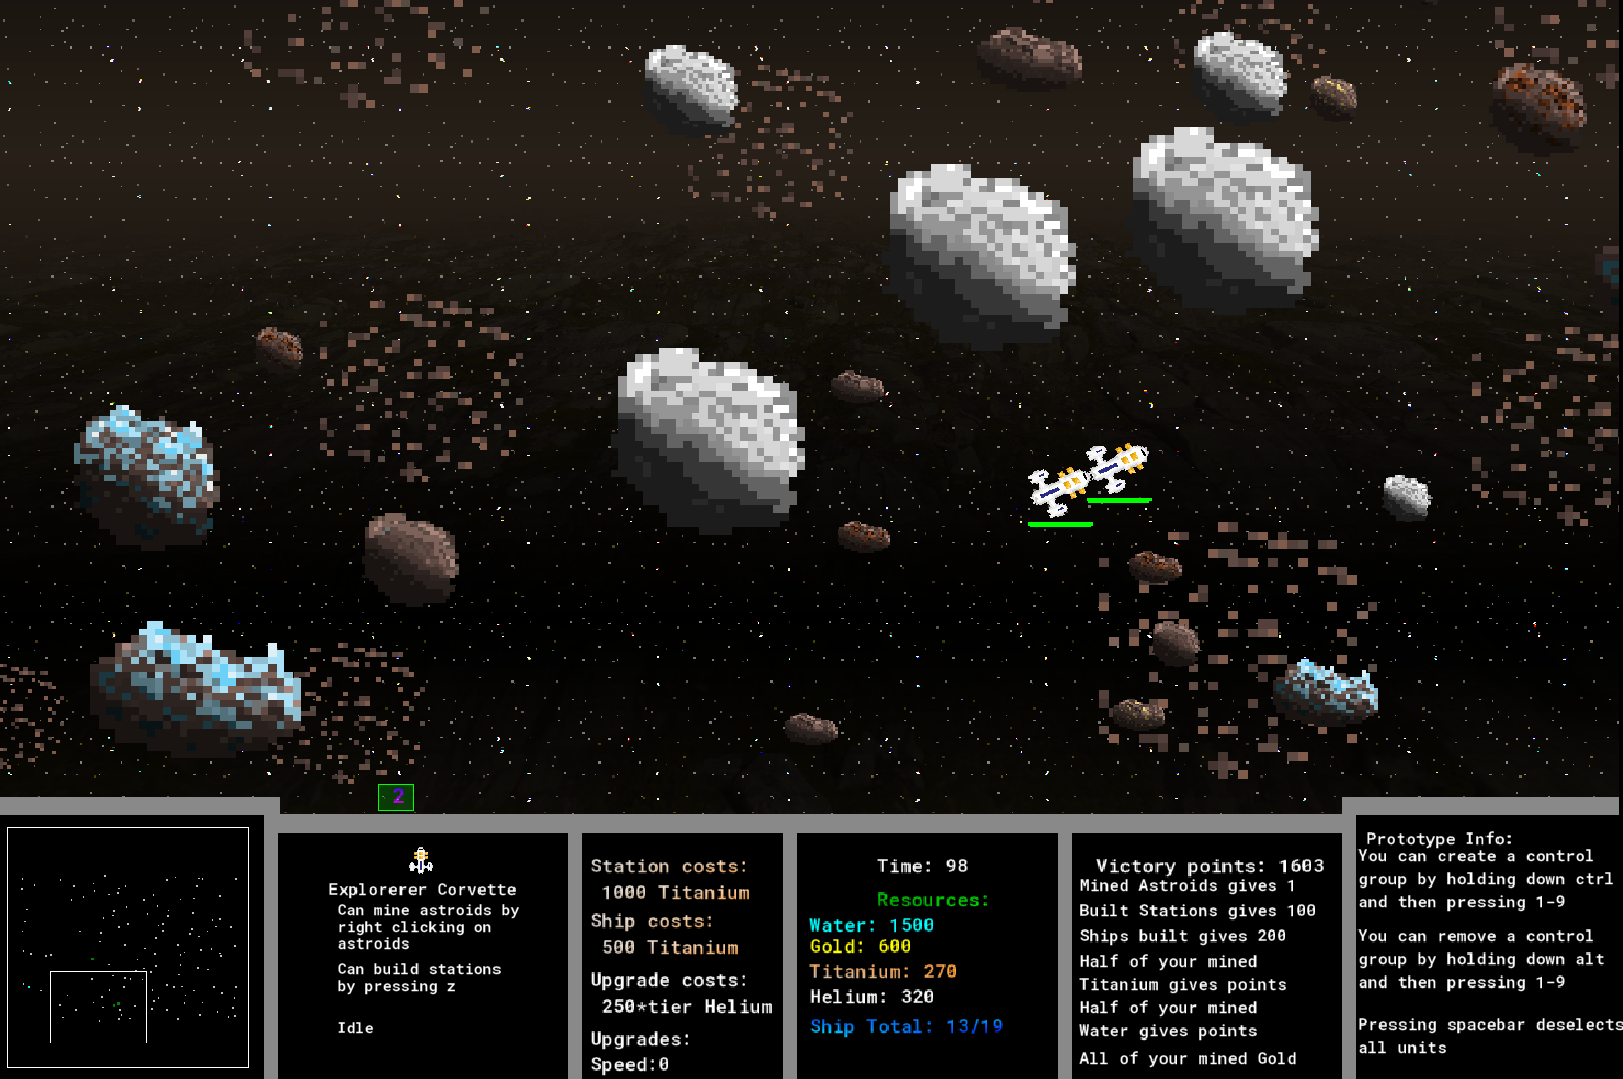 2
Explorerer Corvette
Can mine astroids by
right clicking on
astroids
Can build stations
by pressing z
Idle
Station costs:
1000 Titanium
Ship costs:
500 Titanium
Upgrade costs:
250*tier Helium
Upgrades:
Speed:0
Time: 98
Resources:
Water: 1500
Gold: 600
Titanium: 270
Helium: 320
Ship Total: 13/19
Victory points: 1603
Mined Astroids gives 1
Built Stations gives 100
Ships built gives 200
Half of your mined
Titanium gives points
Half of your mined
Water gives points
All of your mined Gold
Prototype Info:
You can create a control
group by holding down ctrl
and then pressing 1-9
You can remove a control
group by holding down alt
and then pressing 1-9
Pressing spacebar deselects
all units